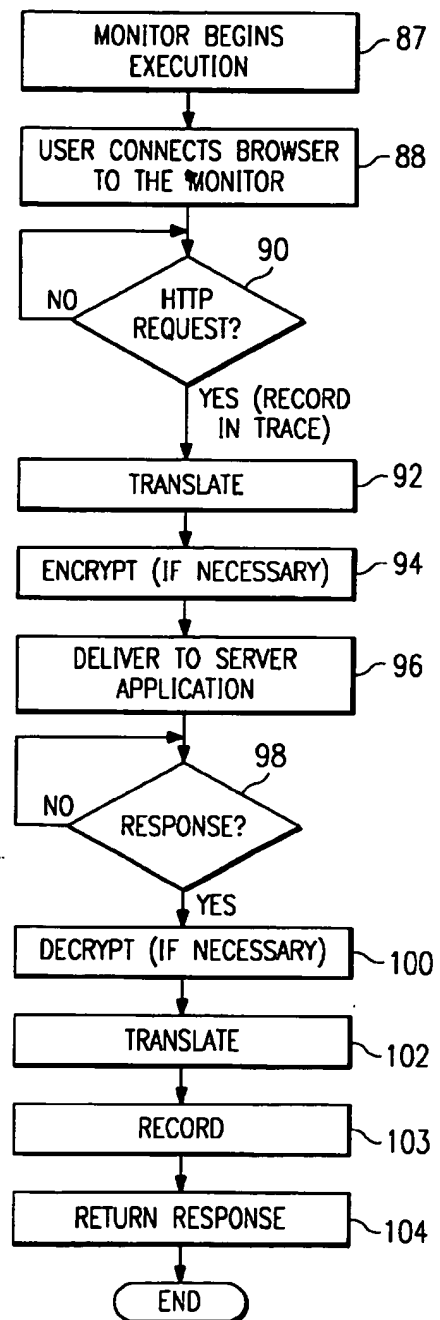 MONITOR BEGINS
EXECUTION
87
USER CONNECTS BROWSER
TO THE MONITOR
88
90
HTTP
REQUEST?
NO
YES (RECORD
IN TRACE)
TRANSLATE
92
ENCRYPT (IF NECESSARY)
94
DELIVER TO SERVER
APPLICATION
96
98
RESPONSE?
NO
YES
DECRYPT (IF NECESSARY)
100
TRANSLATE
102
RECORD
103
RETURN RESPONSE
104
END